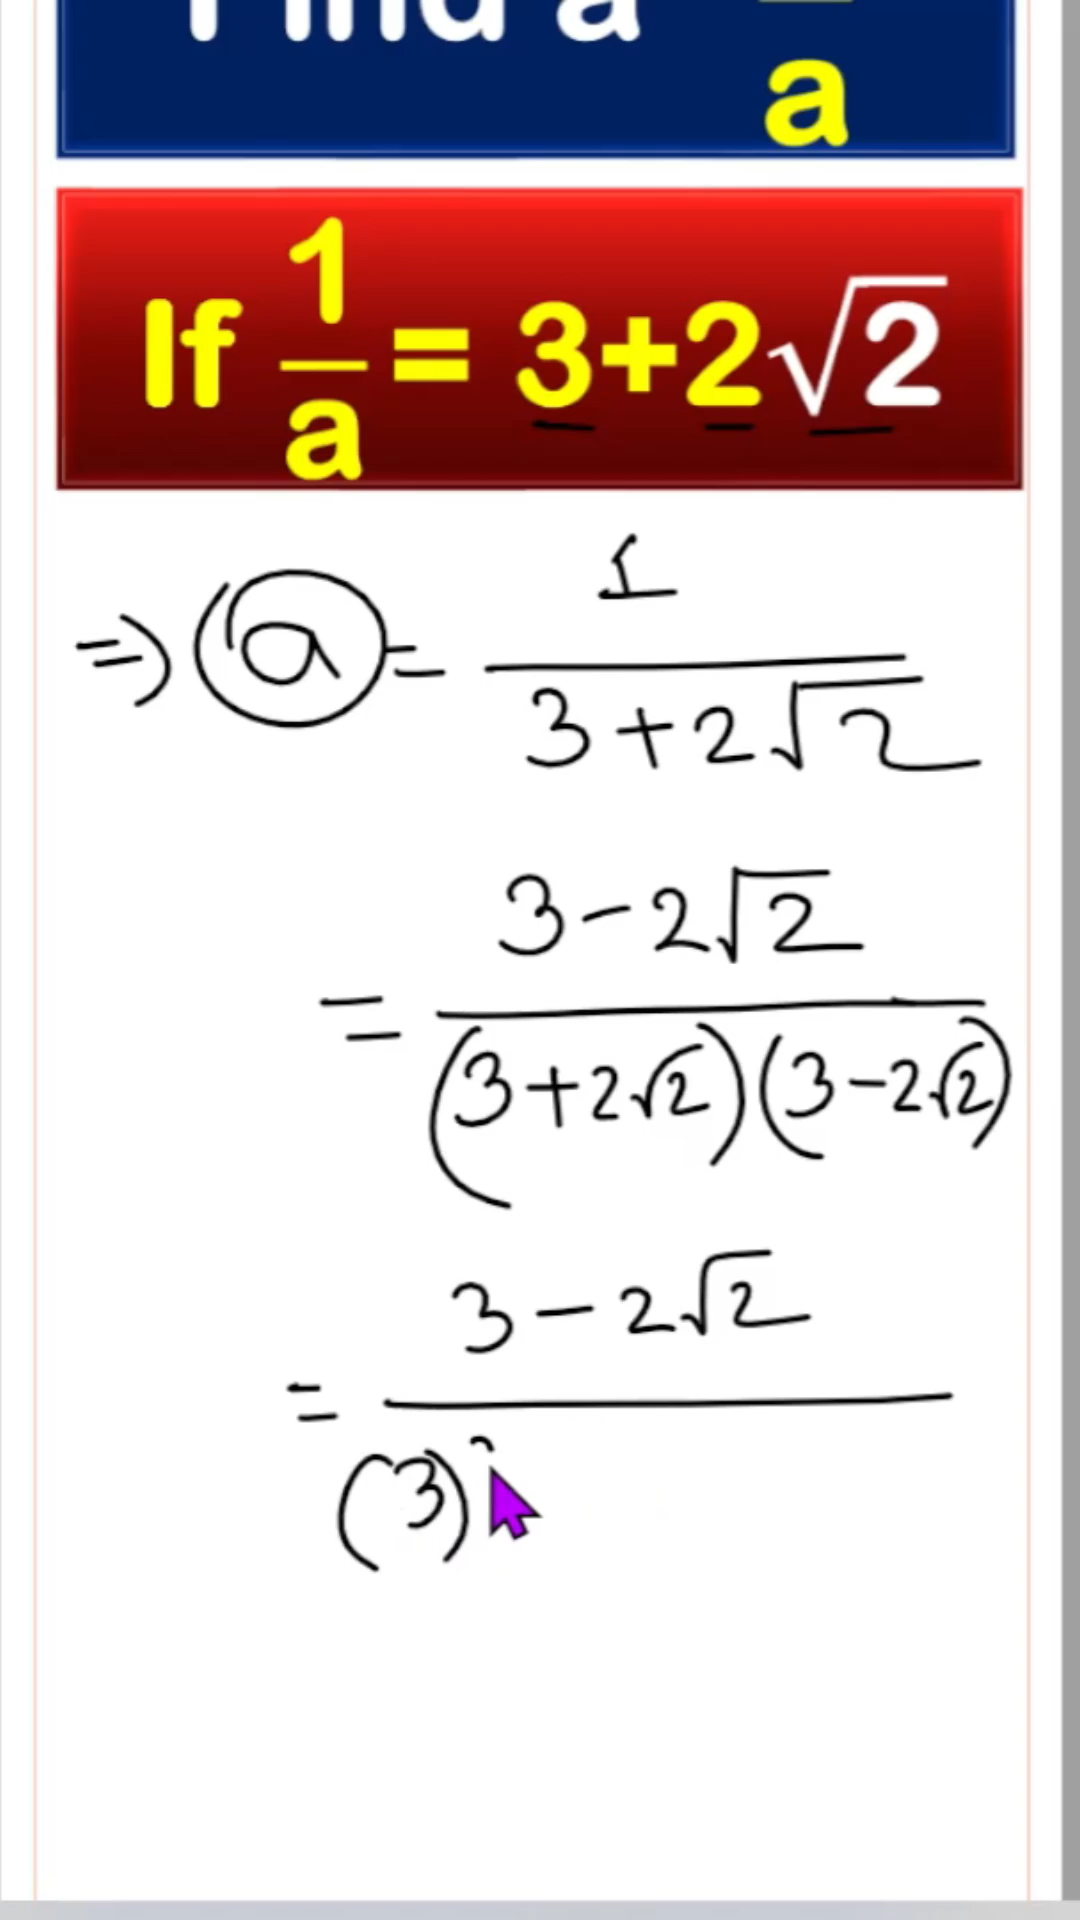 Find a
a
If 1/a = 3+2√2
⇒ a = 1/(3+2√2)
= (3-2√2)/((3+2√2)(3-2√2))
= (3-2√2)/
(3)